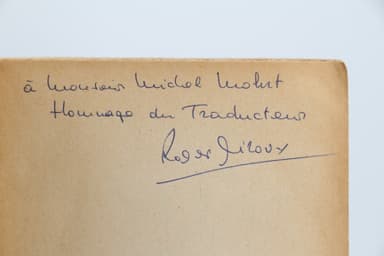 à Monsieur Michel Mohrt
Hommage du Traducteur
Roger Giroux